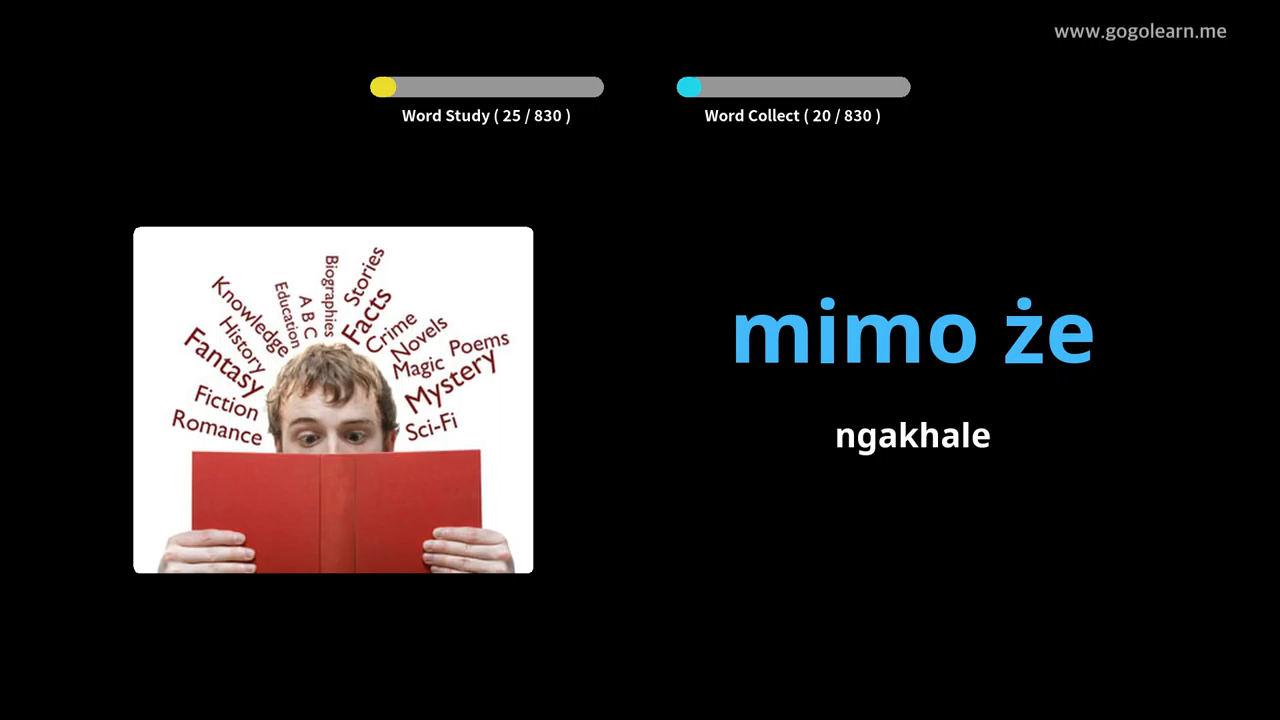 www.gogolearn.me
Word Study ( 25 / 830 )
Word Collect ( 20 / 830 )
Knowledge
History
Fantasy
Fiction
Romance
Education
A B C
Biographies
Stories
Facts
Crime
Novels
Magic
Poems
Mystery
Sci-Fi
mimo że
ngakhale